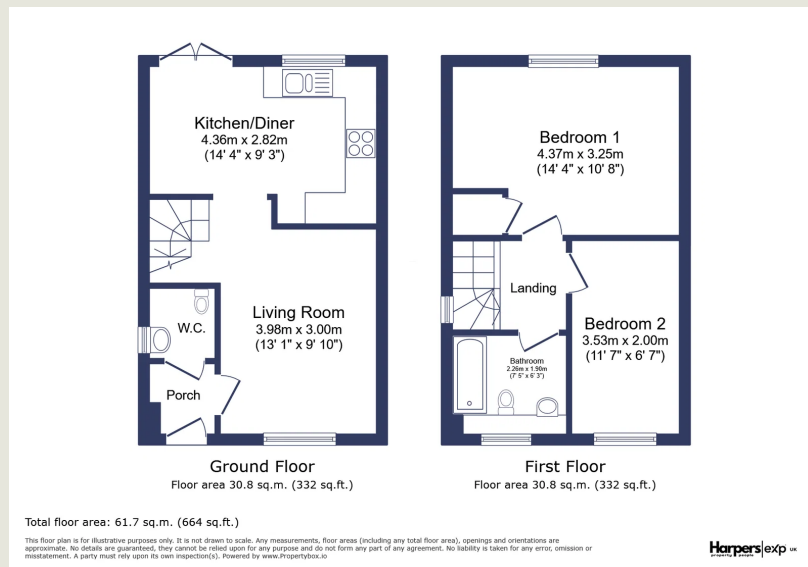 Kitchen/Diner
4.36m x 2.82m
(14' 4" x 9' 3")
Living Room
3.98m x 3.00m
(13' 1" x 9' 10")
W.C.
Porch
Ground Floor
Floor area 30.8 sq.m. (332 sq.ft.)
Bedroom 1
4.37m x 3.25m
(14' 4" x 10' 8")
Landing
Bedroom 2
3.53m x 2.00m
(11' 7" x 6' 7")
Bathroom
2.26m x 1.90m
(7' 5" x 6' 3")
First Floor
Floor area 30.8 sq.m. (332 sq.ft.)
Total floor area: 61.7 sq.m. (664 sq.ft.)
This floor plan is for illustrative purposes only. It is not drawn to scale. Any measurements, floor areas (including any total floor area), openings and orientations are
approximate. No details are guaranteed, they cannot be relied upon for any purpose and do not form any part of any agreement. No liability is taken for any error, omission or
misstatement. A party must rely upon its own inspection(s). Powered by www.Propertybox.io
Harpers|exp UK
property people